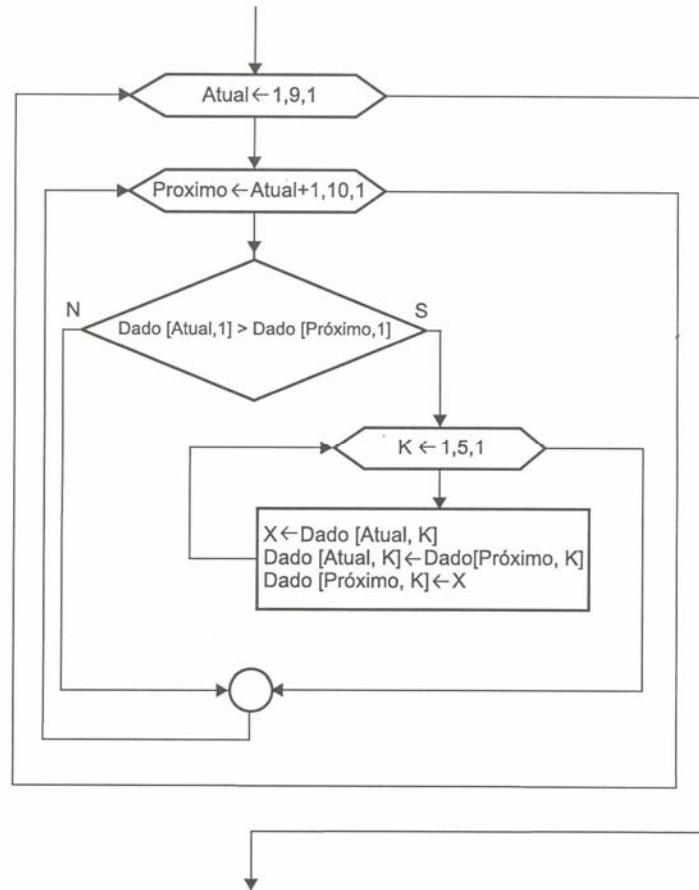 Atual←1,9,1
Proximo←Atual+1,10,1
N
S
Dado [Atual,1] > Dado [Próximo,1]
K ← 1,5,1
X←Dado [Atual, K]
Dado [Atual, K]←Dado[Próximo, K]
Dado [Próximo, K]←X